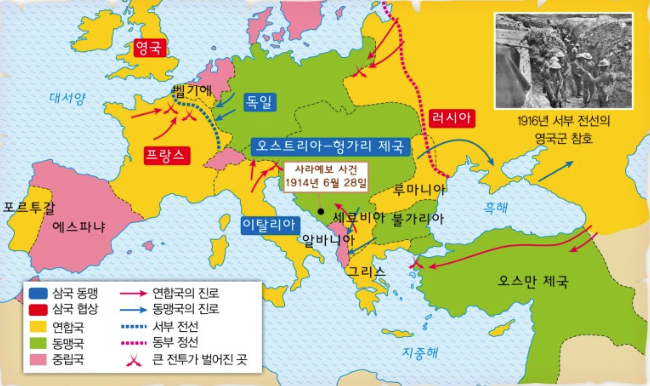 영국
대서양
벨기에
독일
프랑스
러시아
1916년 서부 전선의
영국군 참호
오스트리아-헝가리 제국
사라예보 사건
1914년 6월 28일
루마니아
흑해
포르투갈
에스파냐
이탈리아
세르비아
불가리아
알바니아
그리스
오스만 제국
지중해
삼국 동맹
삼국 협상
연합국
동맹국
중립국
연합국의 진로
동맹국의 진로
서부 전선
동부 정선
큰 전투가 벌어진 곳